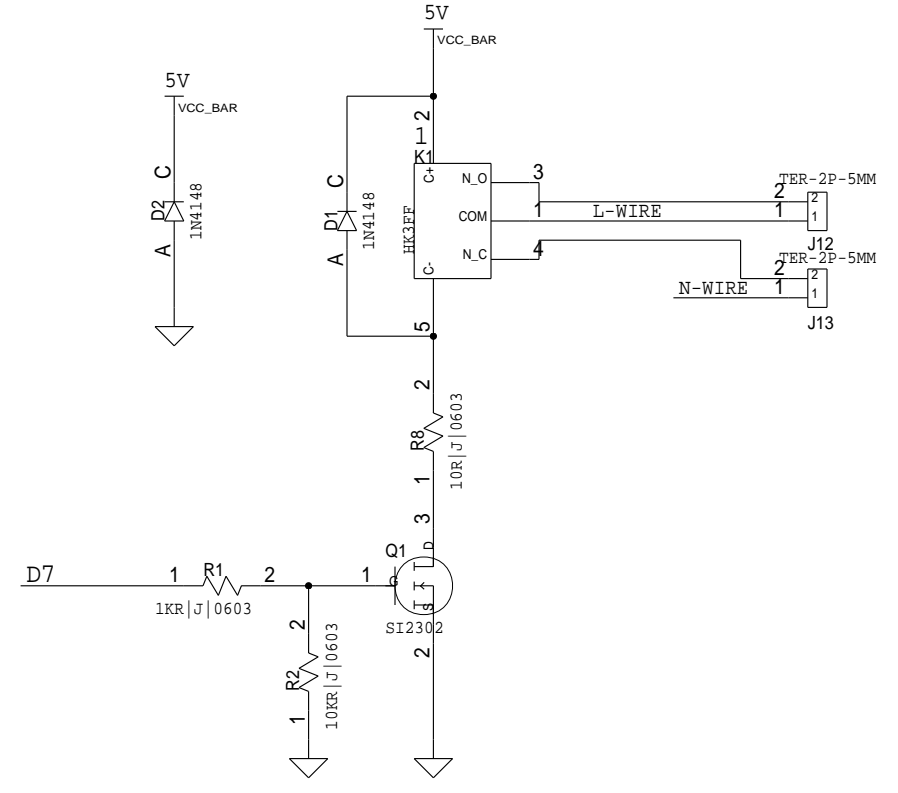 5V
VCC_BAR
5V
VCC_BAR
C
D2
1N4148
A
C
D1
1N4148
A
2
1
K1
C+
HK3FF
C-
N_O
COM
N_C
3
1
4
5
L-WIRE
TER-2P-5MM
2
1
2
1
J12
TER-2P-5MM
2
1
2
1
J13
N-WIRE
2
R8
10R|J|0603
1
3
D
Q1
G
S
SI2302
2
D7
1
R1
2
1
1KR|J|0603
2
R2
10KR|J|0603
1